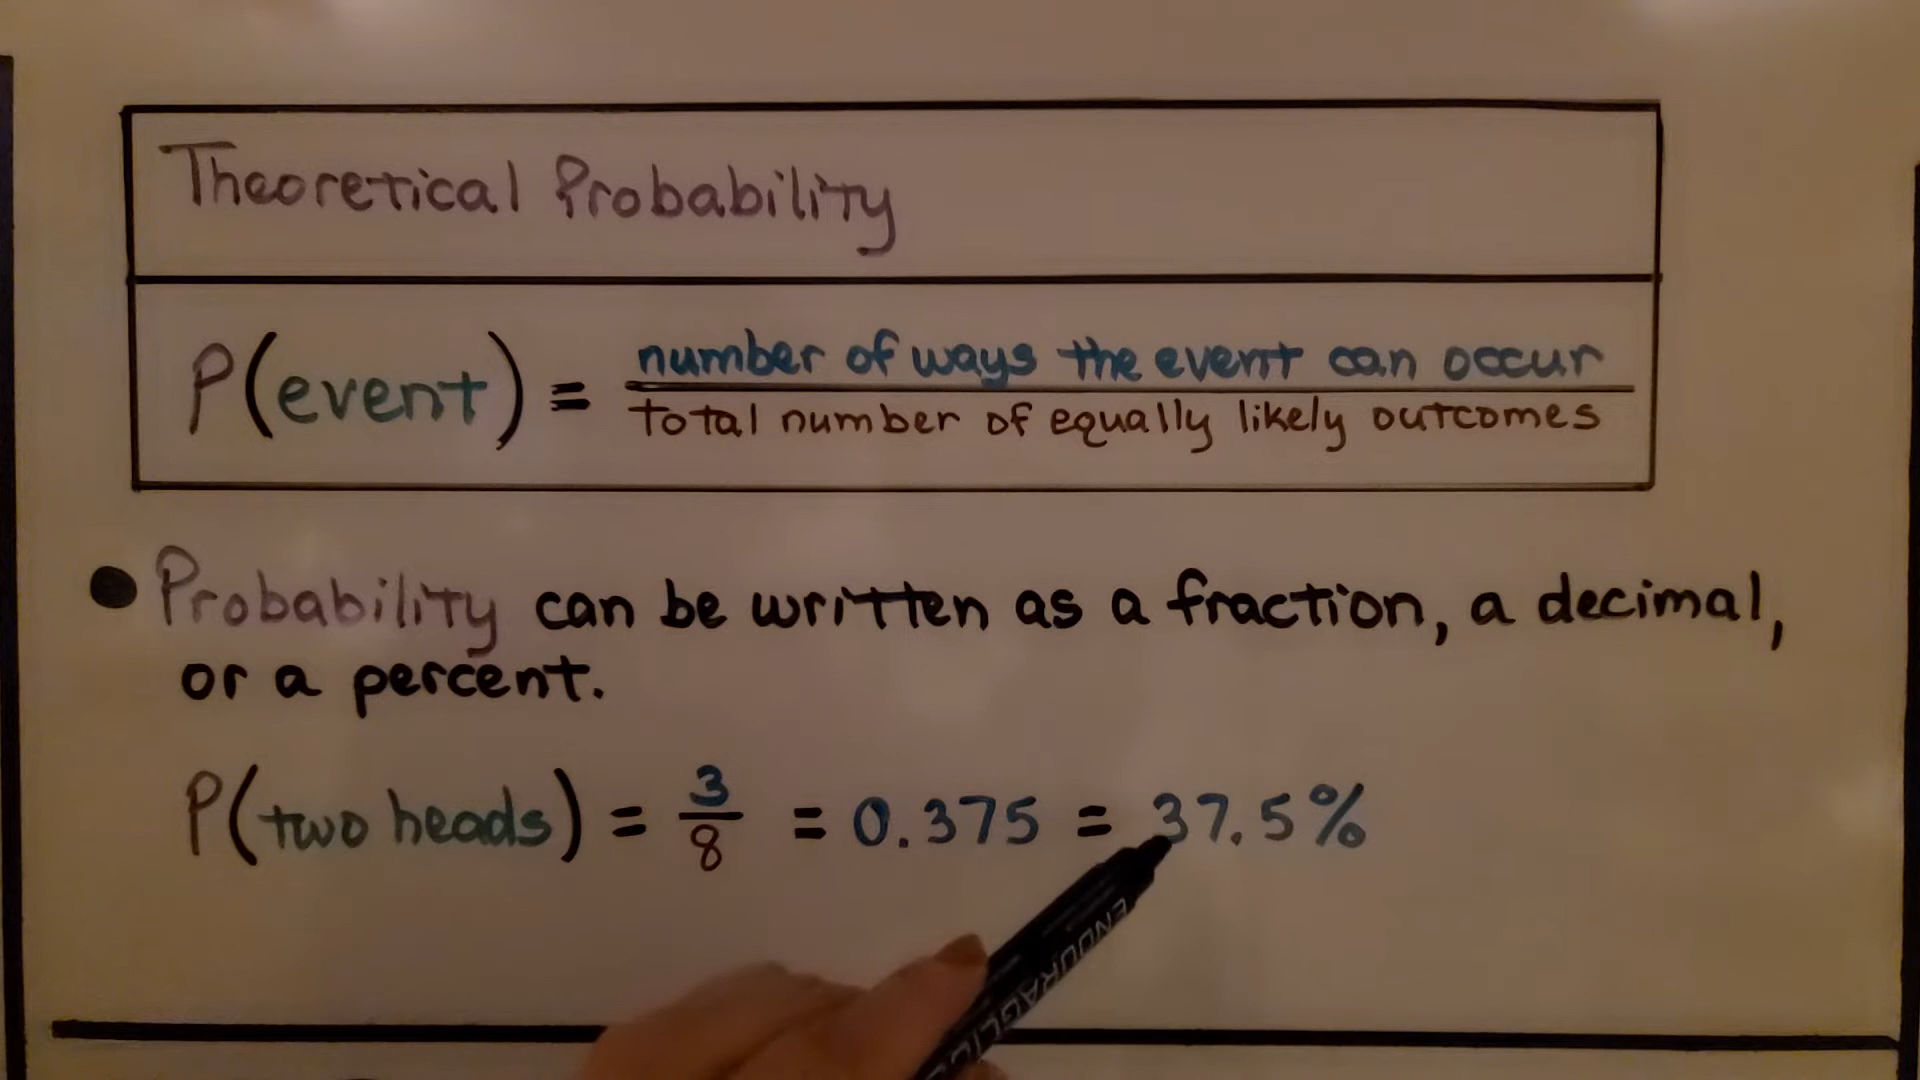 Theoretical Probability
P(event) = number of ways the event can occur
total number of equally likely outcomes
● Probability can be written as a fraction, a decimal,
or a percent.
P(two heads) = 3/8 = 0.375 = 37.5%